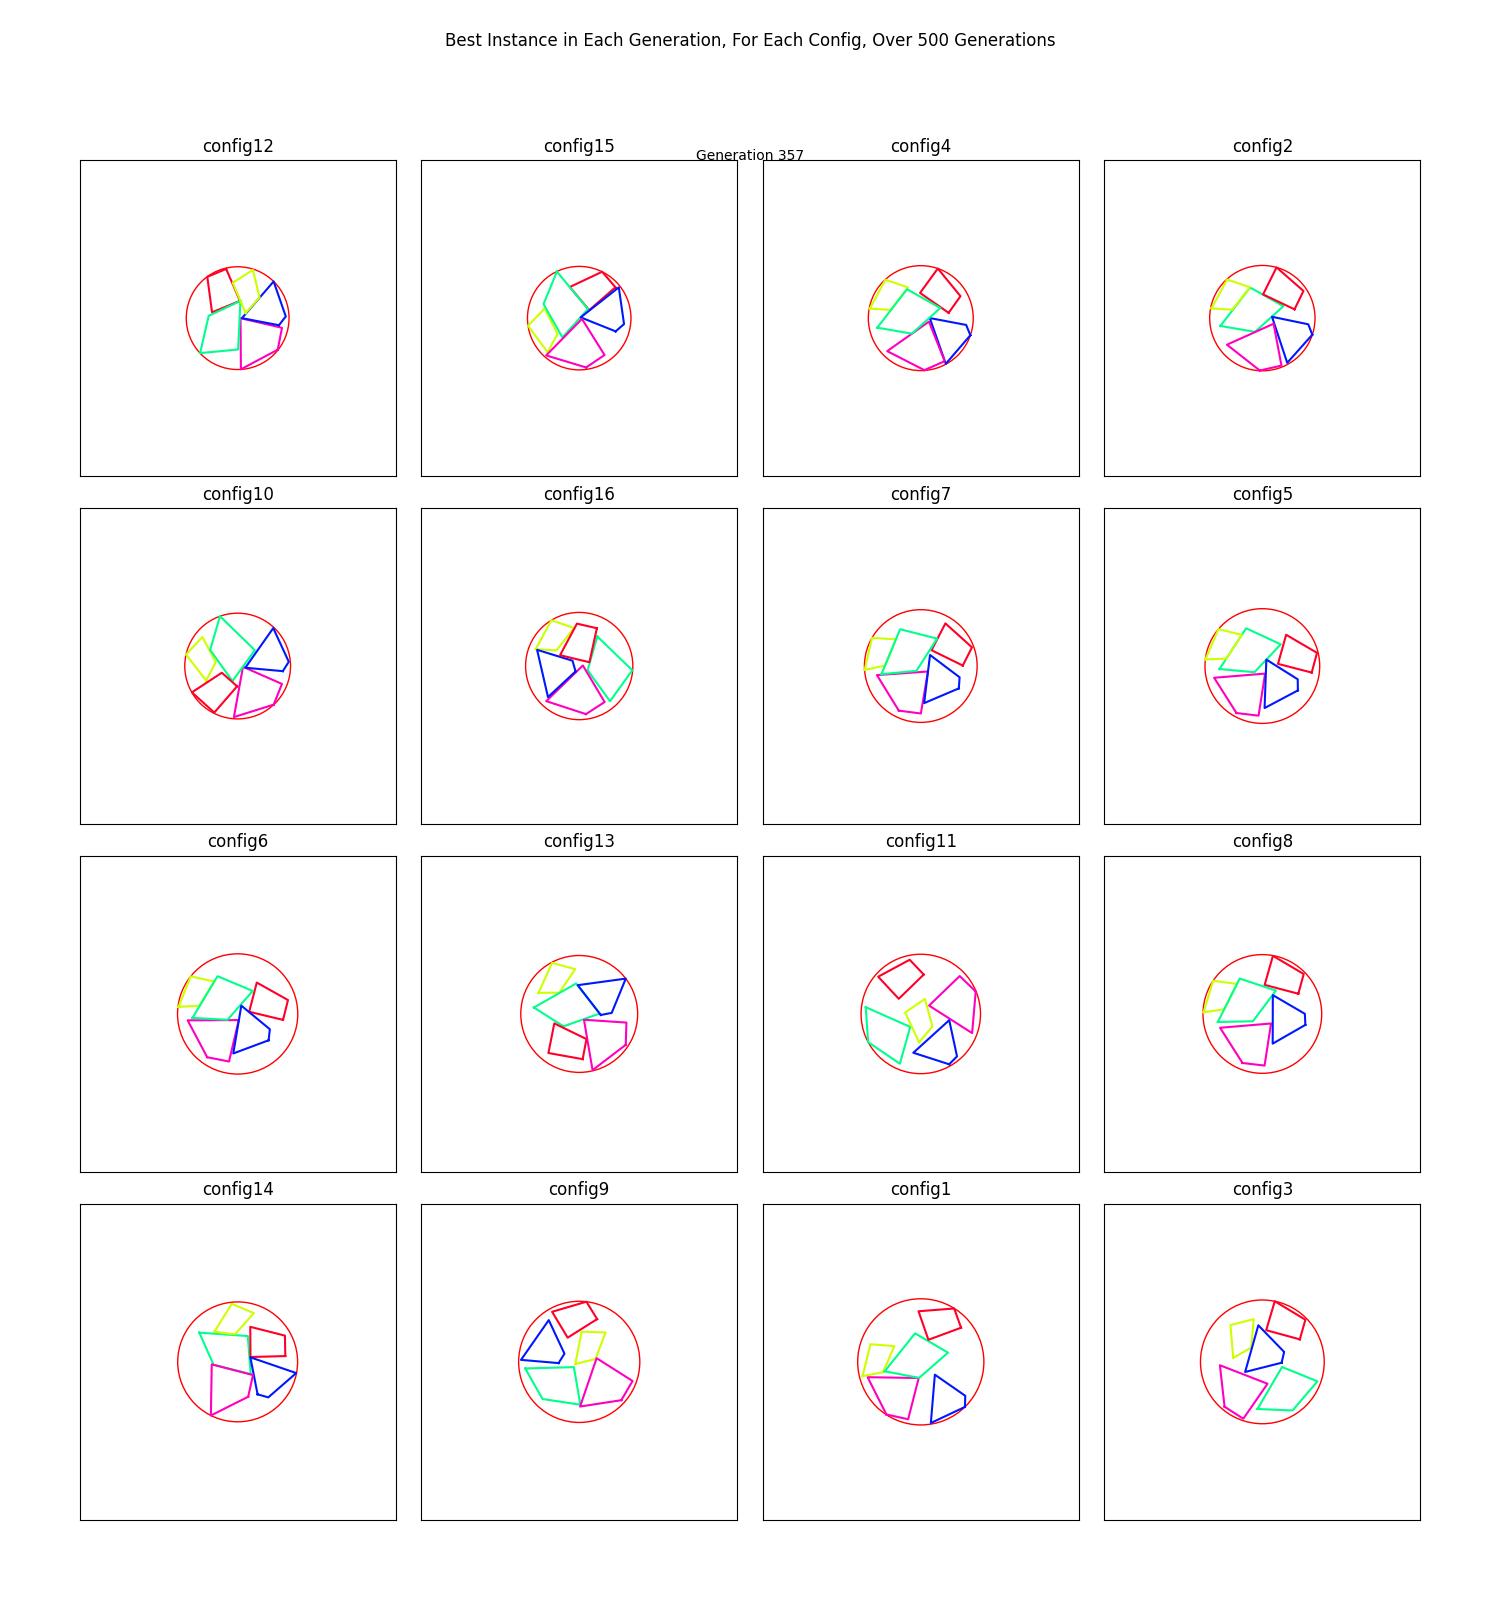 Best Instance in Each Generation, For Each Config, Over 500 Generations
Generation 357
config12
config15
config4
config2
config10
config16
config7
config5
config6
config13
config11
config8
config14
config9
config1
config3